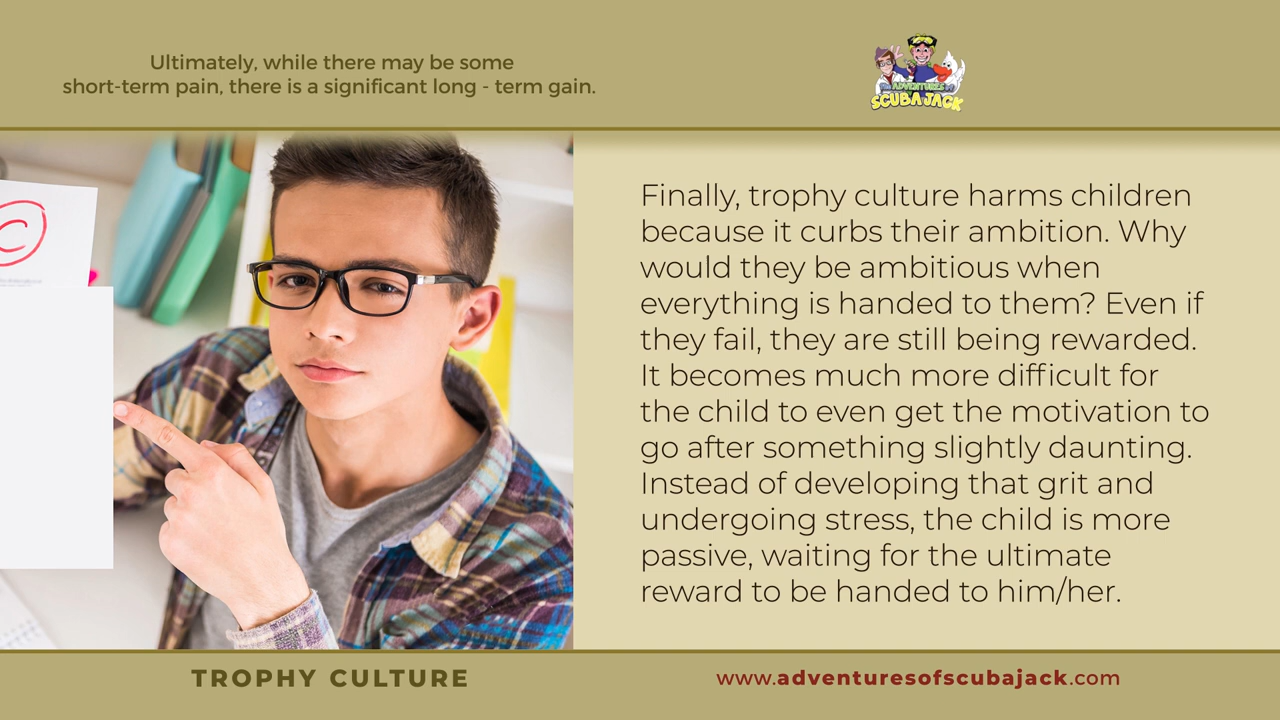 Ultimately, while there may be some
short-term pain, there is a significant long - term gain.
ADVENTURES OF
SCUBA JACK
C
Finally, trophy culture harms children
because it curbs their ambition. Why
would they be ambitious when
everything is handed to them? Even if
they fail, they are still being rewarded.
It becomes much more difficult for
the child to even get the motivation to
go after something slightly daunting.
Instead of developing that grit and
undergoing stress, the child is more
passive, waiting for the ultimate
reward to be handed to him/her.
TROPHY CULTURE
www.adventuresofscubajack.com